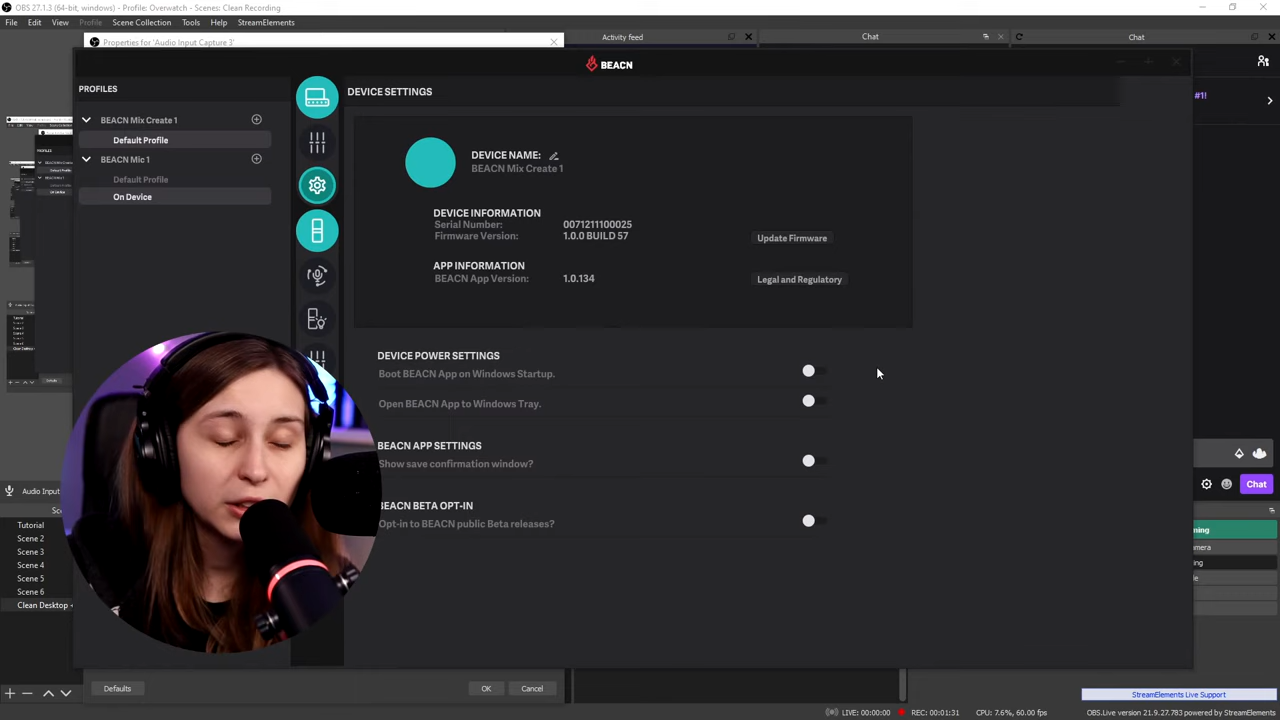 OBS 27.1.3 (64-bit, windows) - Profile: Overwatch - Scenes: Clean Recording
File Edit View Profile Scene Collection Tools Help StreamElements
Properties for 'Audio Input Capture 3'
Activity feed
Chat
Chat
BEACN
PROFILES
BEACN Mix Create 1
Default Profile
BEACN Mic 1
Default Profile
On Device
DEVICE SETTINGS
DEVICE NAME:
BEACN Mix Create 1
DEVICE INFORMATION
Serial Number: 0071211100025
Firmware Version: 1.0.0 BUILD 57
Update Firmware
APP INFORMATION
BEACN App Version: 1.0.134
Legal and Regulatory
DEVICE POWER SETTINGS
Boot BEACN App on Windows Startup.
Open BEACN App to Windows Tray.
BEACN APP SETTINGS
Show save confirmation window?
BEACN BETA OPT-IN
Opt-in to BEACN public Beta releases?
#1!
Chat
Audio Input
Tutorial
Scene 2
Scene 3
Scene 4
Scene 5
Scene 6
Clean Desktop +
Defaults
OK
Cancel
StreamElements Live Support
LIVE: 00:00:00 REC: 00:01:31 CPU: 7.6%, 60.00 fps OBS.Live version 21.9.27.783 powered by StreamElements